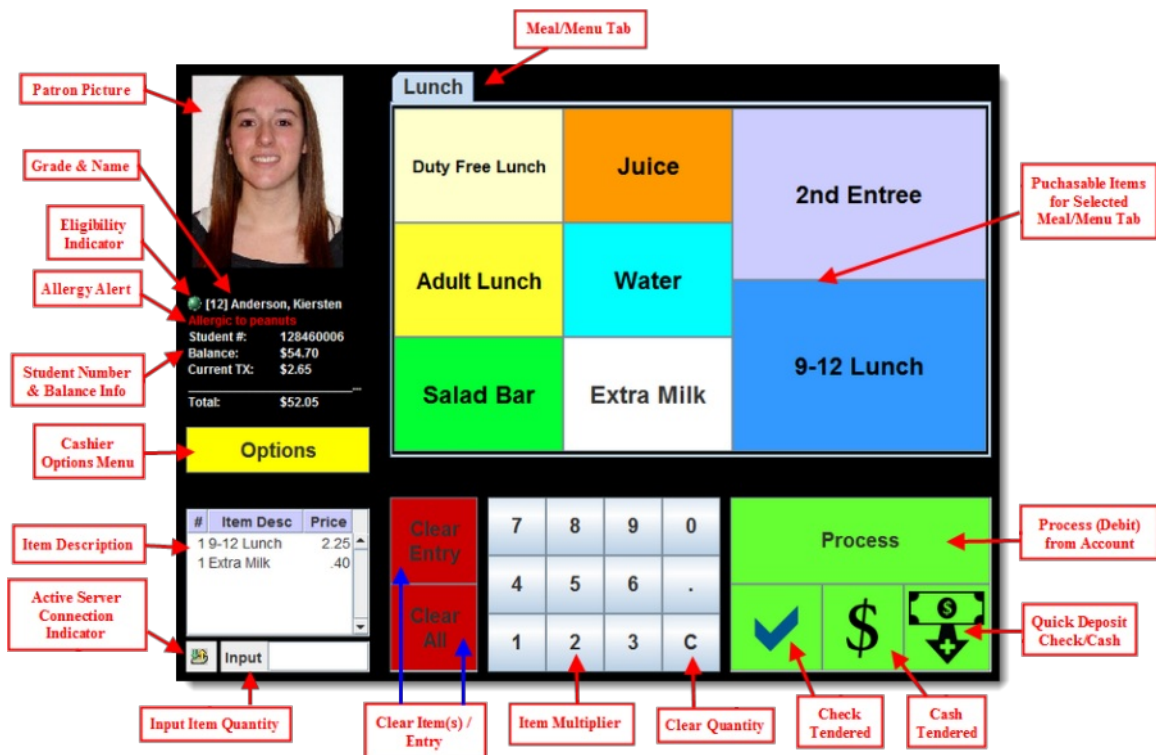 Meal/Menu Tab
Patron Picture
Grade & Name
Eligibility
Indicator
Allergy Alert
Student Number
& Balance Info
Cashier
Options Menu
Item Description
Active Server
Connection
Indicator
Input Item Quantity
[12] Anderson, Kiersten
Allergic to peanuts
Student #: 128460006
Balance: $54.70
Current TX: $2.65
Total: $52.05
Options
# Item Desc Price
1 9-12 Lunch 2.25
1 Extra Milk .40
Input
Lunch
Duty Free Lunch
Juice
2nd Entree
Adult Lunch
Water
9-12 Lunch
Salad Bar
Extra Milk
Clear
Entry
Clear
All
7 8 9 0
4 5 6 .
1 2 3 C
Process
$
$
Puchasable Items
for Selected
Meal/Menu Tab
Process (Debit)
from Account
Quick Deposit
Check/Cash
Clear Item(s) /
Entry
Item Multiplier
Clear Quantity
Check
Tendered
Cash
Tendered